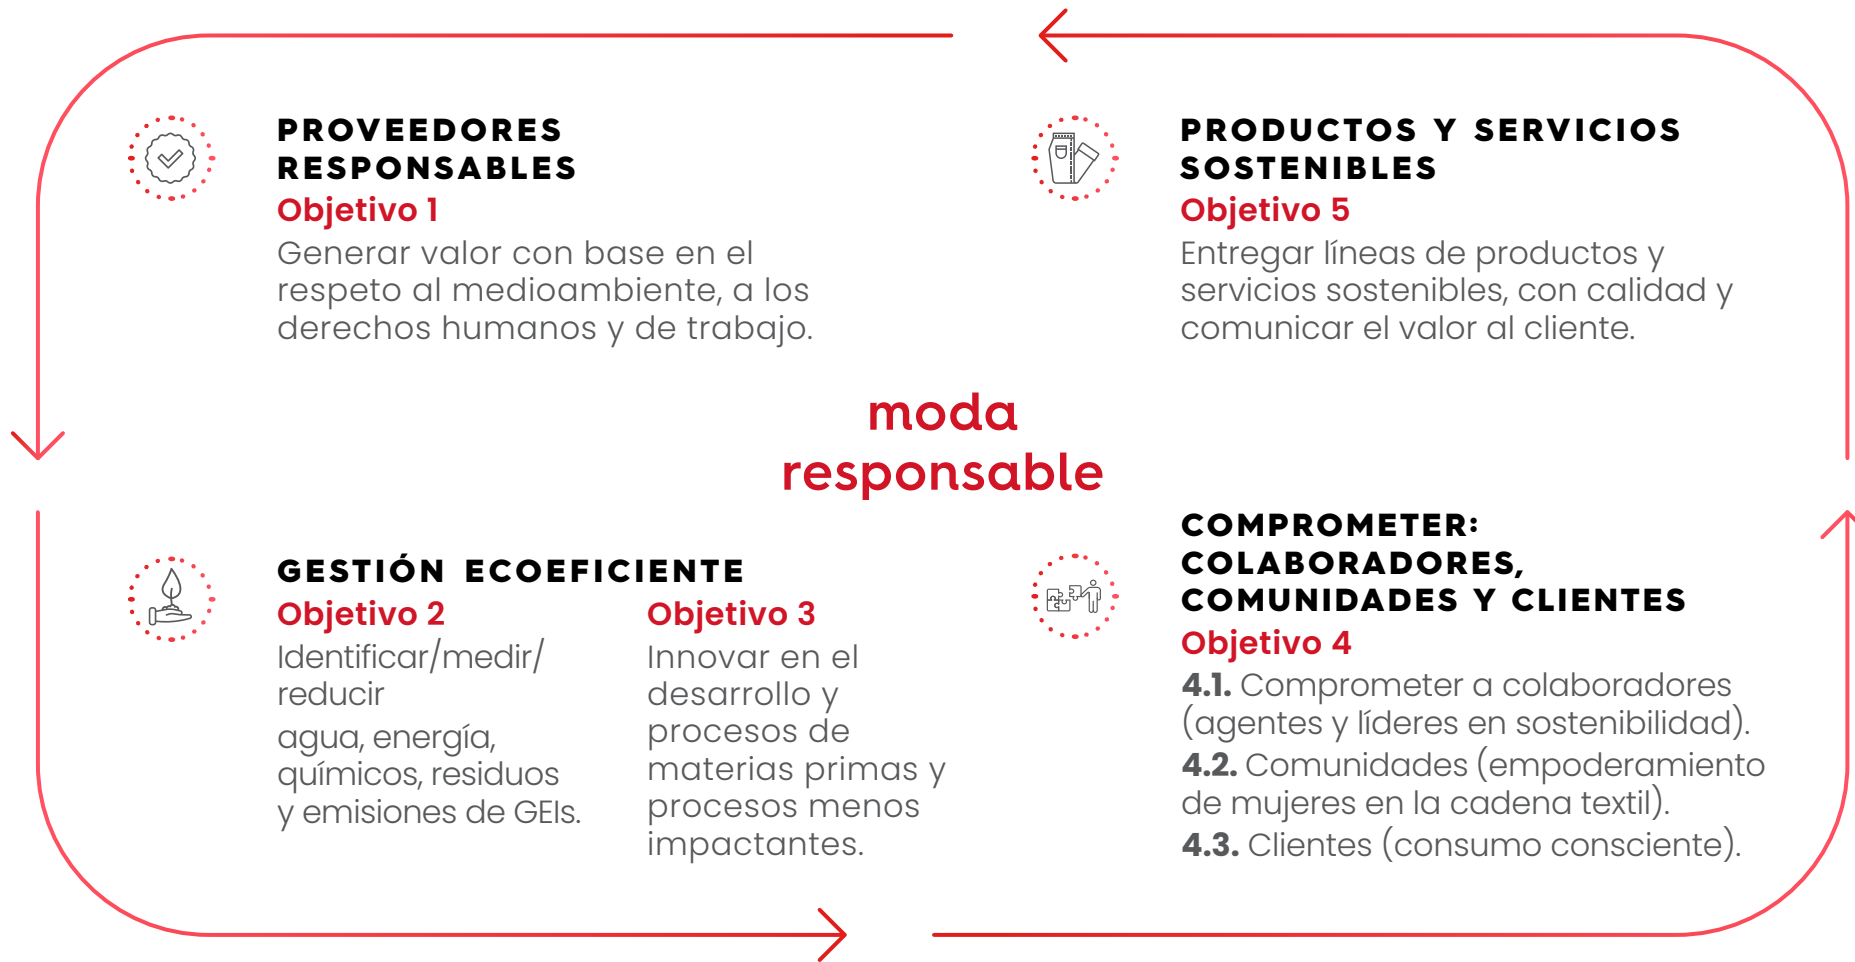 PROVEEDORES
RESPONSABLES
Objetivo 1
Generar valor con base en el
respeto al medioambiente, a los
derechos humanos y de trabajo.
PRODUCTOS Y SERVICIOS
SOSTENIBLES
Objetivo 5
Entregar líneas de productos y
servicios sostenibles, con calidad y
comunicar el valor al cliente.
moda
responsable
GESTIÓN ECOEFICIENTE
Objetivo 2
Identificar/medir/
reducir
agua, energía,
químicos, residuos
y emisiones de GEIs.
Objetivo 3
Innovar en el
desarrollo y
procesos de
materias primas y
procesos menos
impactantes.
COMPROMETER:
COLABORADORES,
COMUNIDADES Y CLIENTES
Objetivo 4
4.1. Comprometer a colaboradores
(agentes y líderes en sostenibilidad).
4.2. Comunidades (empoderamiento
de mujeres en la cadena textil).
4.3. Clientes (consumo consciente).